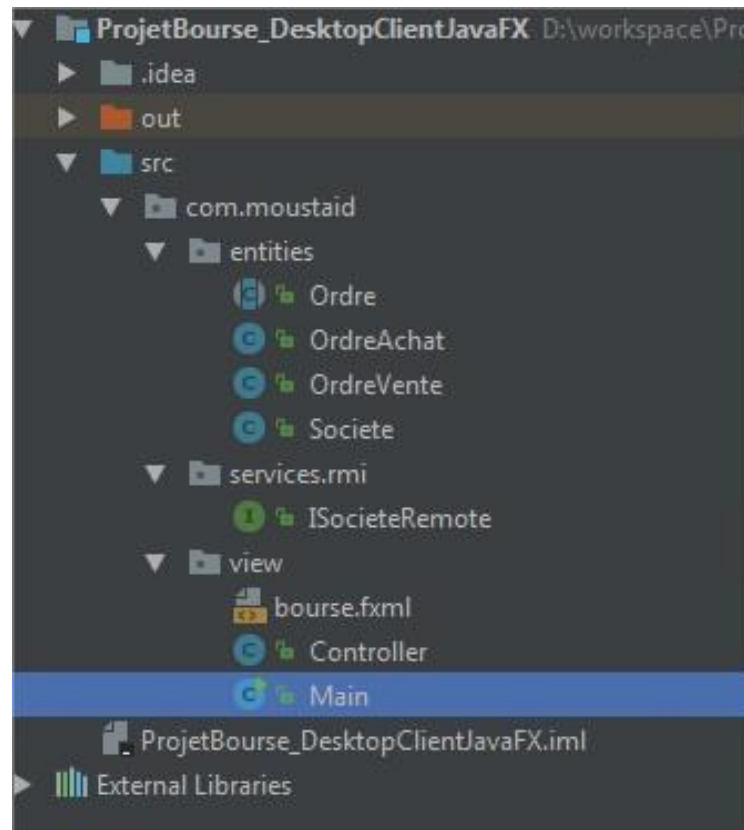 ProjetBourse_DesktopClientJavaFX D:\workspace\Pro
.idea
out
src
com.moustaid
entities
Ordre
OrdreAchat
OrdreVente
Societe
services.rmi
ISocieteRemote
view
bourse.fxml
Controller
Main
ProjetBourse_DesktopClientJavaFX.iml
External Libraries